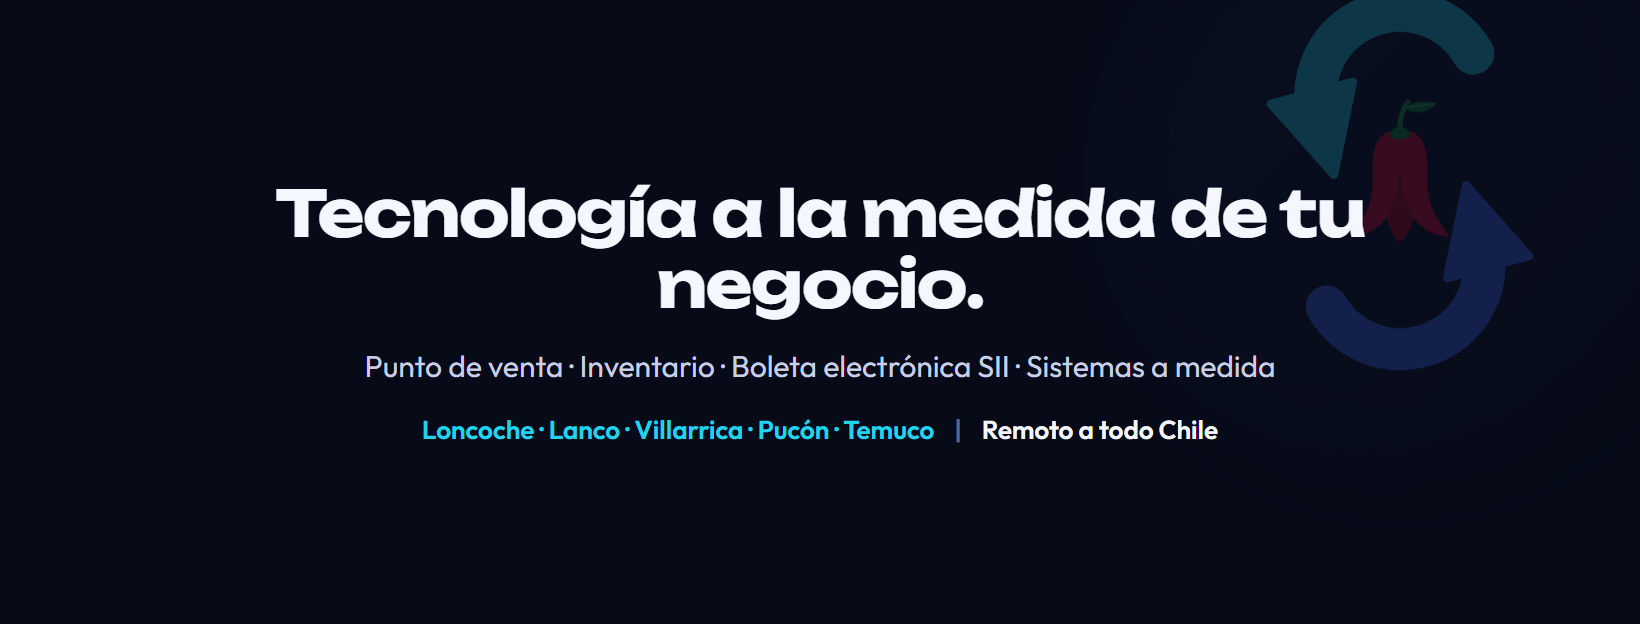 Tecnología a la medida de tu
negocio.
Punto de venta · Inventario · Boleta electrónica SII · Sistemas a medida
Loncoche · Lanco · Villarrica · Pucón · Temuco | Remoto a todo Chile